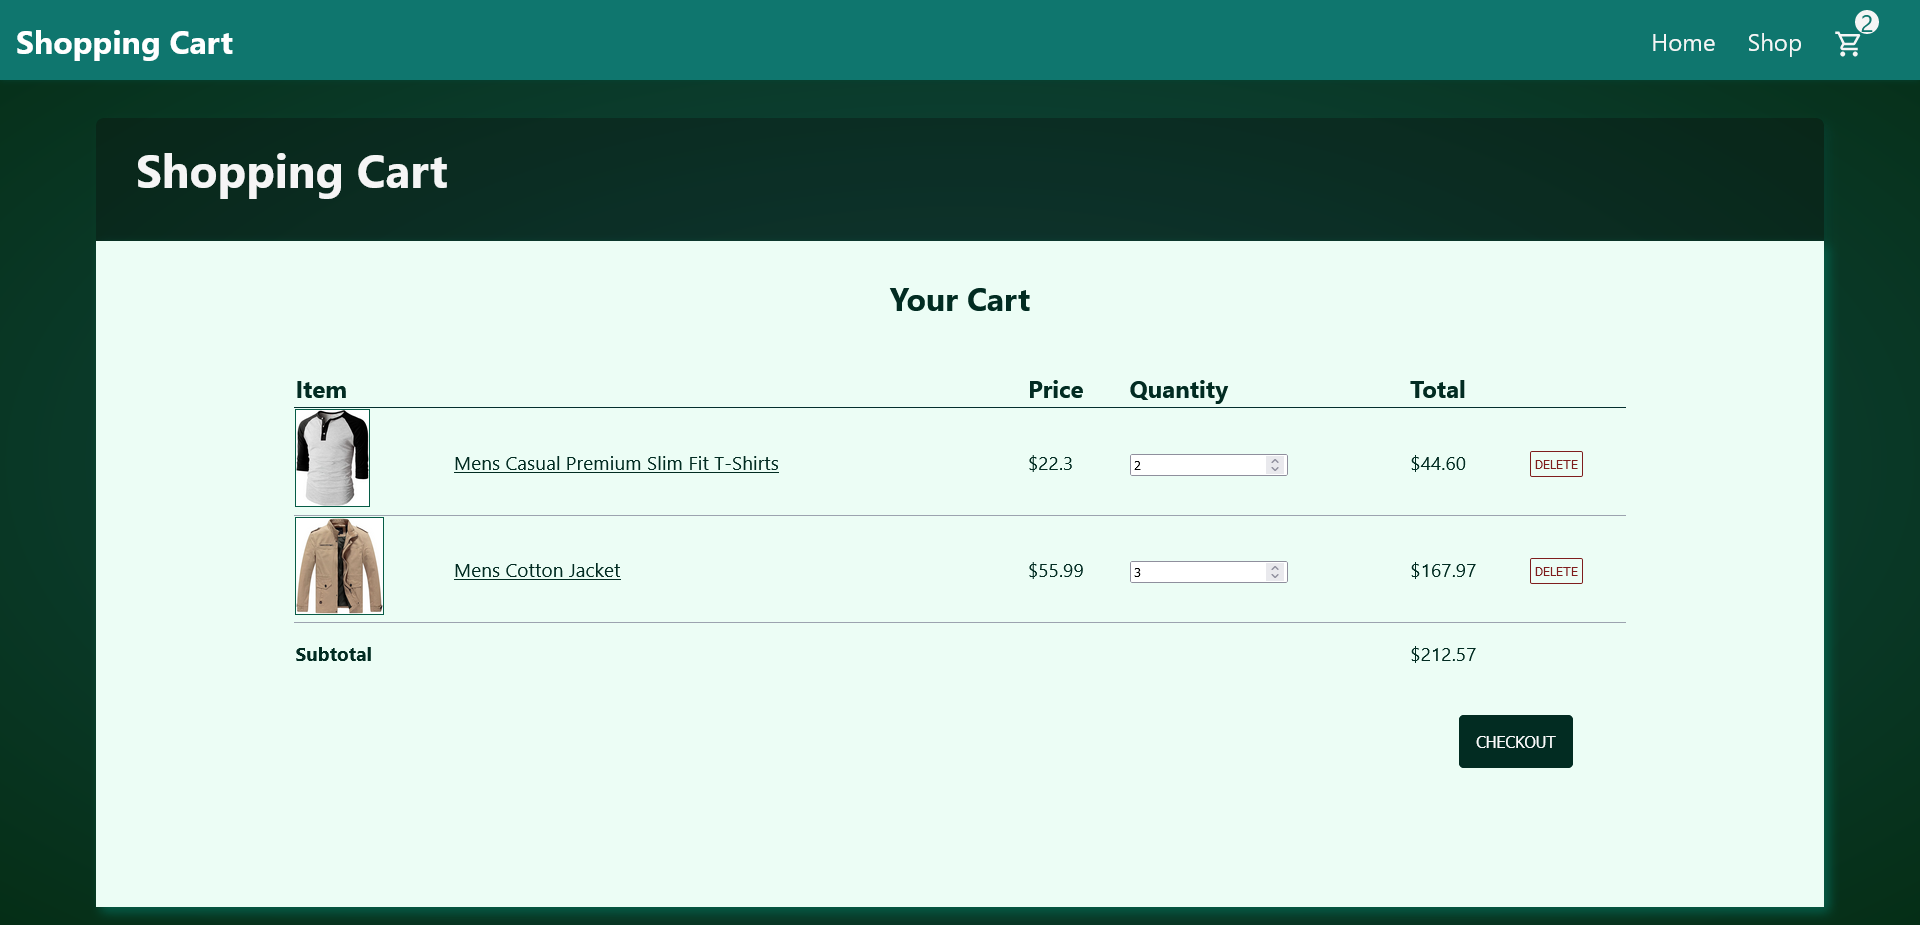 Shopping Cart Home Shop 2
Shopping Cart
Your Cart
Item Price Quantity Total
Mens Casual Premium Slim Fit T-Shirts $22.3 2 $44.60 DELETE
Mens Cotton Jacket $55.99 3 $167.97 DELETE
Subtotal $212.57
CHECKOUT